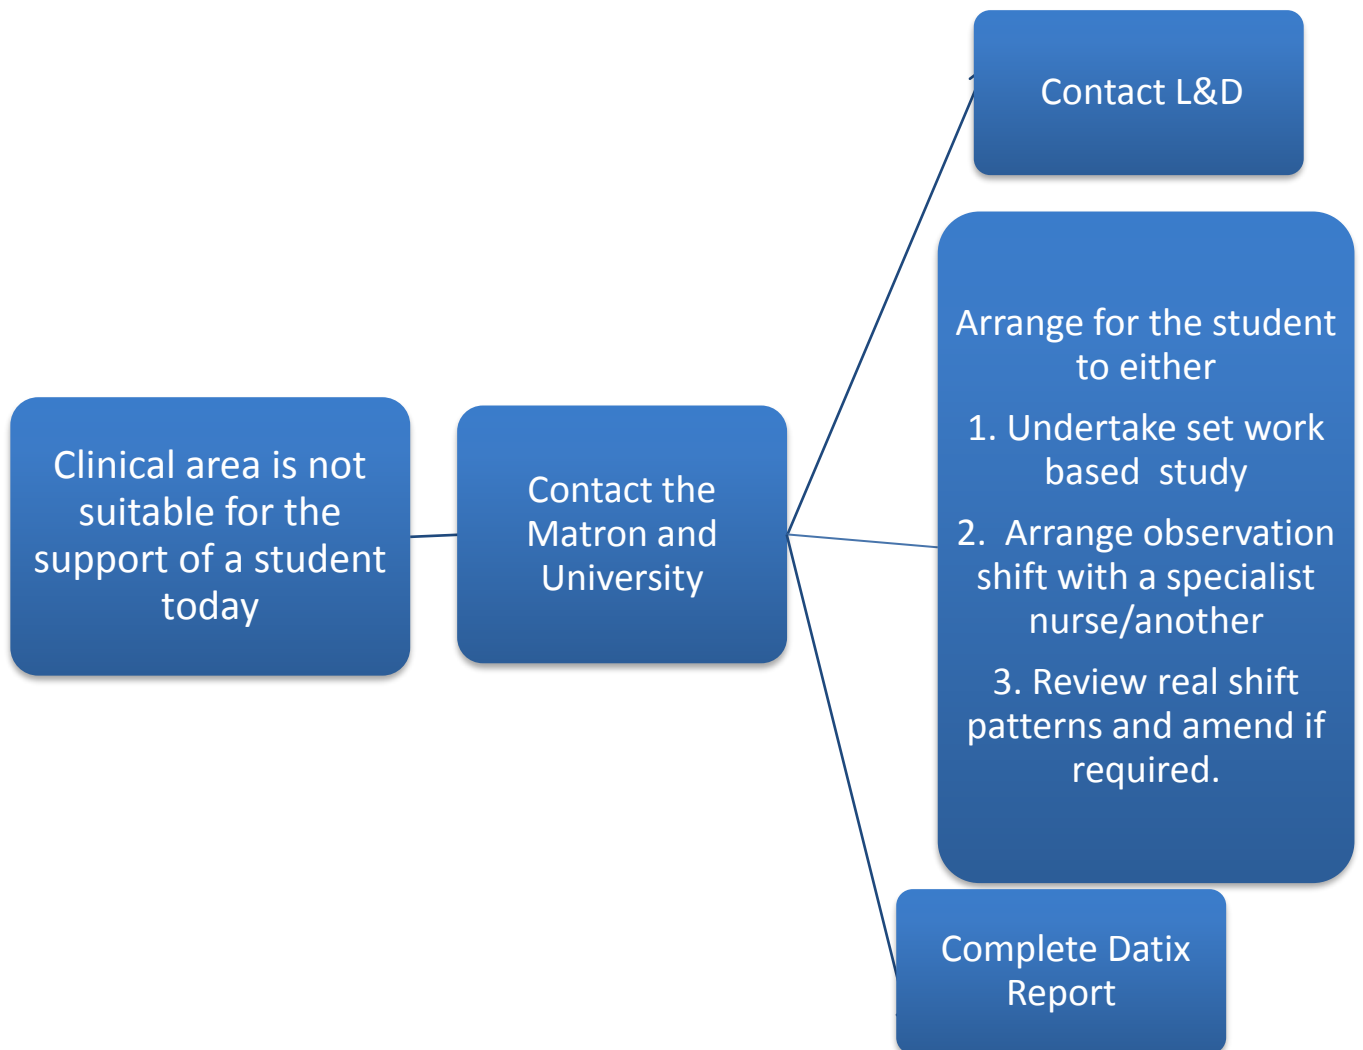 Clinical area is not
suitable for the
support of a student
today
Contact the
Matron and
University
Contact L&D
Arrange for the student
to either
1. Undertake set work
based  study
2.  Arrange observation
shift with a specialist
nurse/another
3. Review real shift
patterns and amend if
required.
Complete Datix
Report